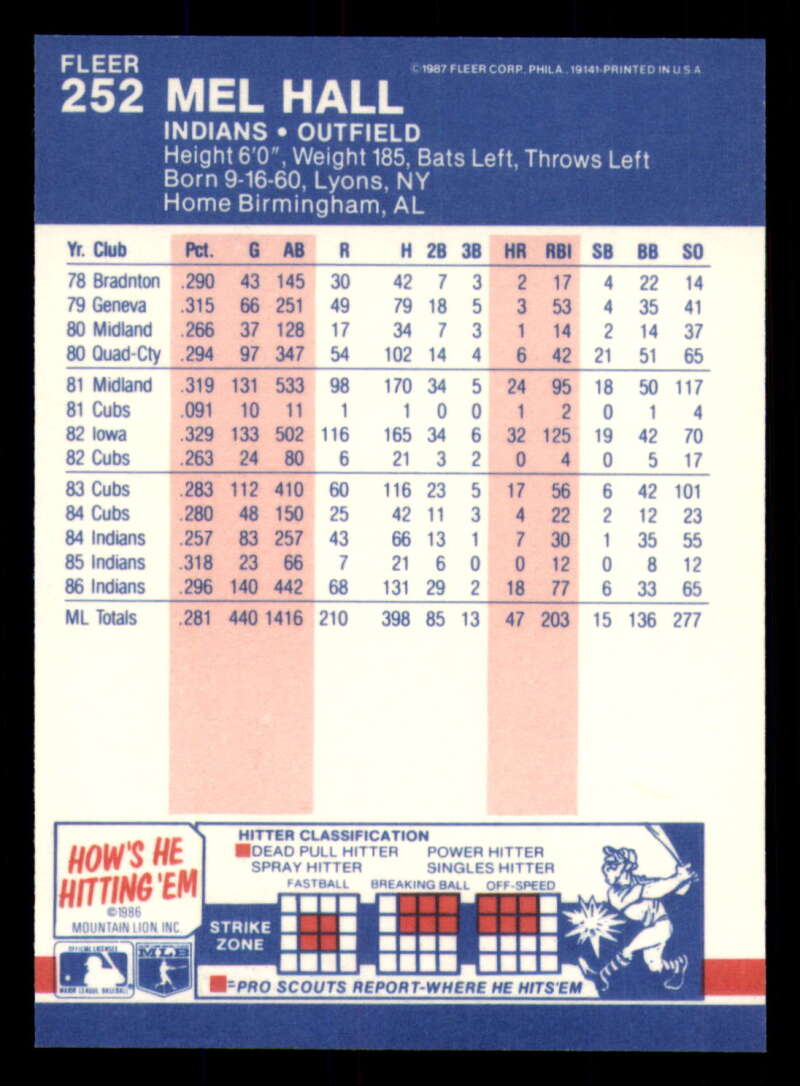 FLEER
252 MEL HALL
©1987 FLEER CORP. PHILA. 19141-PRINTED IN U.S.A
INDIANS • OUTFIELD
Height 6'0", Weight 185, Bats Left, Throws Left
Born 9-16-60, Lyons, NY
Home Birmingham, AL
Yr. Club Pct. G AB R H 2B 3B HR RBI SB BB SO
78 Bradnton .290 43 145 30 42 7 3 2 17 4 22 14
79 Geneva .315 66 251 49 79 18 5 3 53 4 35 41
80 Midland .266 37 128 17 34 7 3 1 14 2 14 37
80 Quad-Cty .294 97 347 54 102 14 4 6 42 21 51 65
81 Midland .319 131 533 98 170 34 5 24 95 18 50 117
81 Cubs .091 10 11 1 1 0 0 1 2 0 1 4
82 Iowa .329 133 502 116 165 34 6 32 125 19 42 70
82 Cubs .263 24 80 6 21 3 2 0 4 0 5 17
83 Cubs .283 112 410 60 116 23 5 17 56 6 42 101
84 Cubs .280 48 150 25 42 11 3 4 22 2 12 23
84 Indians .257 83 257 43 66 13 1 7 30 1 35 55
85 Indians .318 23 66 7 21 6 0 0 12 0 8 12
86 Indians .296 140 442 68 131 29 2 18 77 6 33 65
ML Totals .281 440 1416 210 398 85 13 47 203 15 136 277
HOW'S HE
HITTING 'EM
©1986
MOUNTAIN LION INC.
HITTER CLASSIFICATION
DEAD PULL HITTER POWER HITTER
SPRAY HITTER SINGLES HITTER
FASTBALL BREAKING BALL OFF-SPEED
STRIKE
ZONE
=PRO SCOUTS REPORT-WHERE HE HITS 'EM
OFFICIAL LICENSEE
MAJOR LEAGUE BASEBALL
MLB